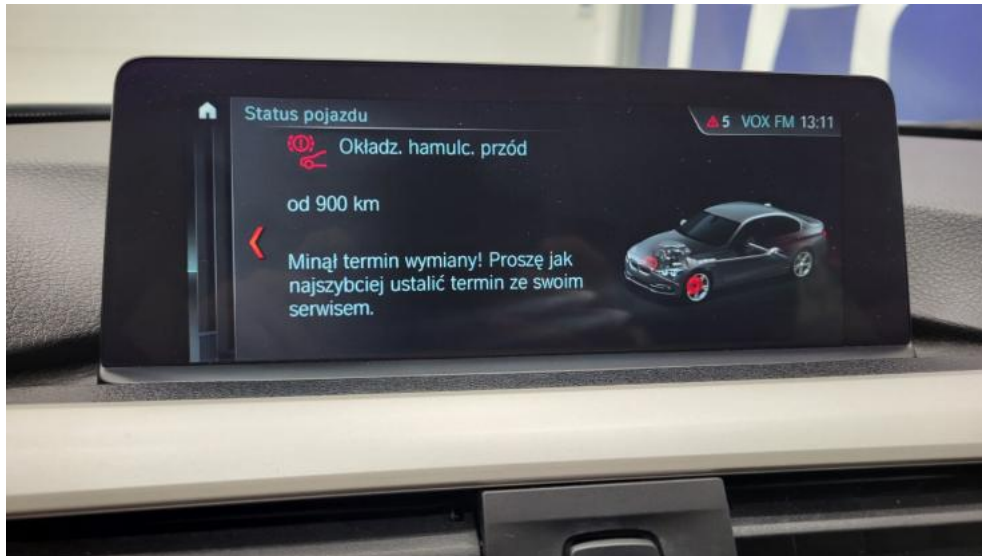 Status pojazdu
5 VOX FM 13:11
Okładz. hamulc. przód
od 900 km
Minął termin wymiany! Proszę jak
najszybciej ustalić termin ze swoim
serwisem.